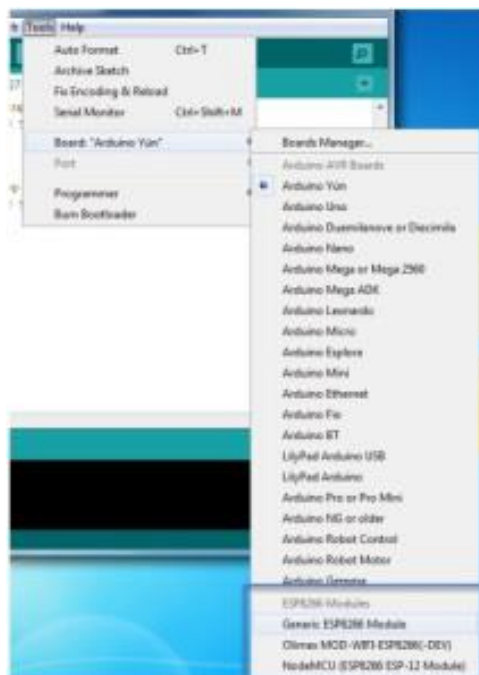 Tools Help
Auto Format Ctrl+T
Archive Sketch
Fix Encoding & Reload
Serial Monitor Ctrl+Shift+M
Board: "Arduino Yún"
Port
Programmer
Burn Bootloader
Boards Manager...
Arduino AVR Boards
Arduino Yún
Arduino Uno
Arduino Duemilanove or Diecimila
Arduino Nano
Arduino Mega or Mega 2560
Arduino Mega ADK
Arduino Leonardo
Arduino Micro
Arduino Esplora
Arduino Mini
Arduino Ethernet
Arduino Fio
Arduino BT
LilyPad Arduino USB
LilyPad Arduino
Arduino Pro or Pro Mini
Arduino NG or older
Arduino Robot Control
Arduino Robot Motor
Arduino Gemma
ESP8266 Modules
Generic ESP8266 Module
Olimex MOD-WIFI-ESP8266(-DEV)
NodeMCU (ESP8266 ESP-12 Module)